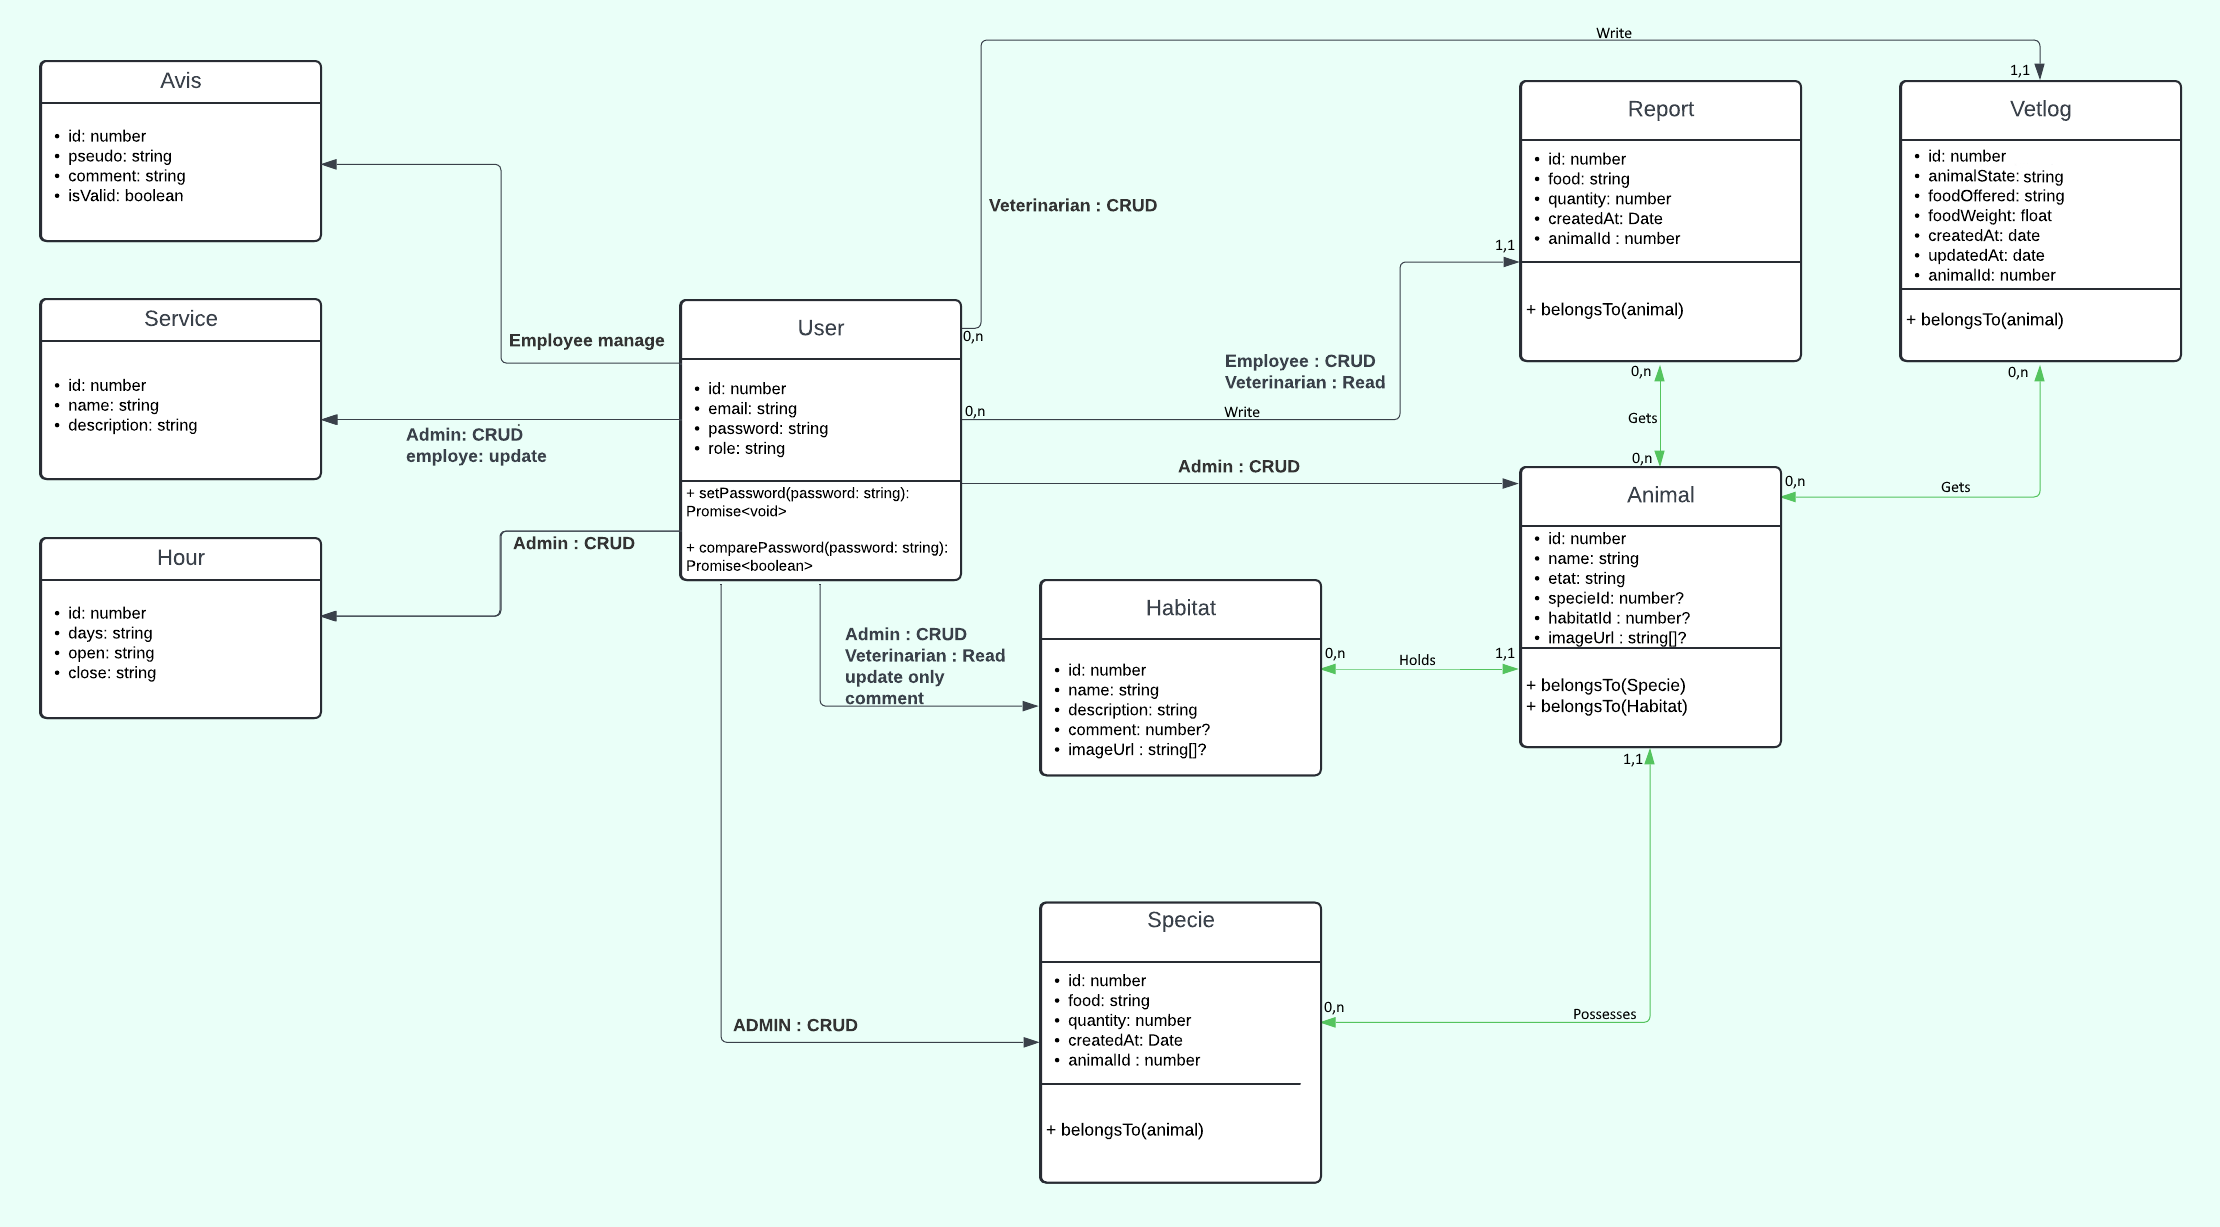 Avis
id: number
pseudo: string
comment: string
isValid: boolean
Service
id: number
name: string
description: string
Hour
id: number
days: string
open: string
close: string
Employee manage
Admin: CRUD
employe: update
Admin : CRUD
User
id: number
email: string
password: string
role: string
+ setPassword(password: string):
Promise<void>
+ comparePassword(password: string):
Promise<boolean>
0,n
Veterinarian : CRUD
Write
1,1
0,n
Write
Employee : CRUD
Veterinarian : Read
1,1
Admin : CRUD
Admin : CRUD
Veterinarian : Read
update only
comment
ADMIN : CRUD
Report
id: number
food: string
quantity: number
createdAt: Date
animalId : number
+ belongsTo(animal)
Vetlog
id: number
animalState: string
foodOffered: string
foodWeight: float
createdAt: date
updatedAt: date
animalId: number
+ belongsTo(animal)
0,n
Gets
0,n
0,n
Gets
0,n
Animal
id: number
name: string
etat: string
specieId: number?
habitatId : number?
imageUrl : string[]?
+ belongsTo(Specie)
+ belongsTo(Habitat)
Habitat
id: number
name: string
description: string
comment: number?
imageUrl : string[]?
0,n
Holds
1,1
1,1
Specie
id: number
food: string
quantity: number
createdAt: Date
animalId : number
+ belongsTo(animal)
0,n
Possesses